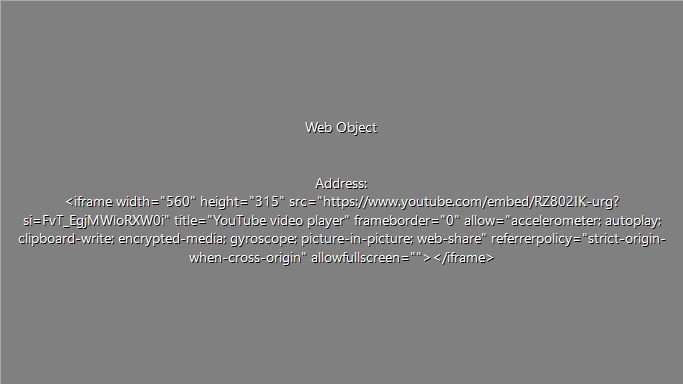 Web Object
Address:
<iframe width="560" height="315" src="https://www.youtube.com/embed/RZ802IK-urg?
si=FvT_EgjMWloRXW0i" title="YouTube video player" frameborder="0" allow="accelerometer; autoplay;
clipboard-write; encrypted-media; gyroscope; picture-in-picture; web-share" referrerpolicy="strict-origin-
when-cross-origin" allowfullscreen=""></iframe>